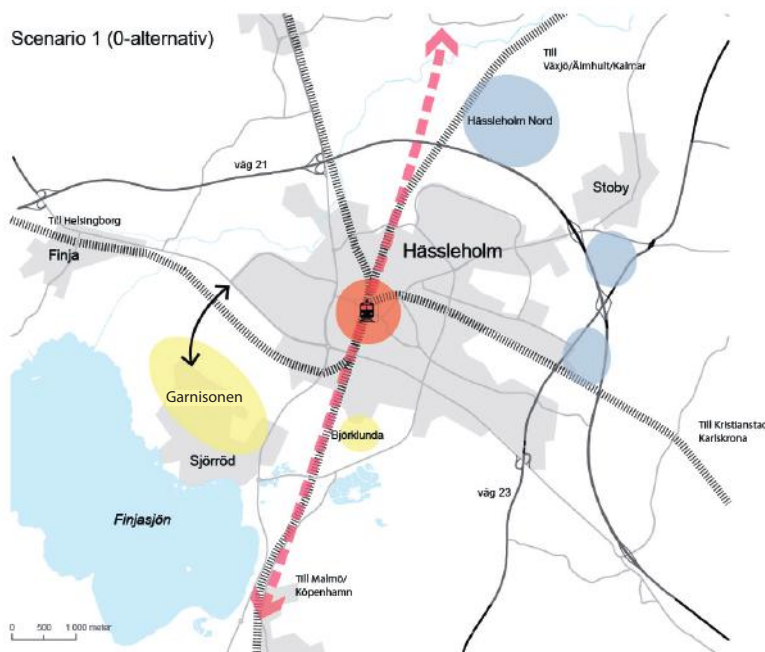 Scenario 1 (0-alternativ)
Till
Växjö/Älmhult/Kalmar
Hässleholm Nord
väg 21
Stoby
Till Helsingborg
Finja
Hässleholm
Garnisonen
Björklunda
Till Kristianstad
Karlskrona
Sjörröd
väg 23
Finjasjön
Till Malmö/
Köpenhamn
0 500 1 000 meter